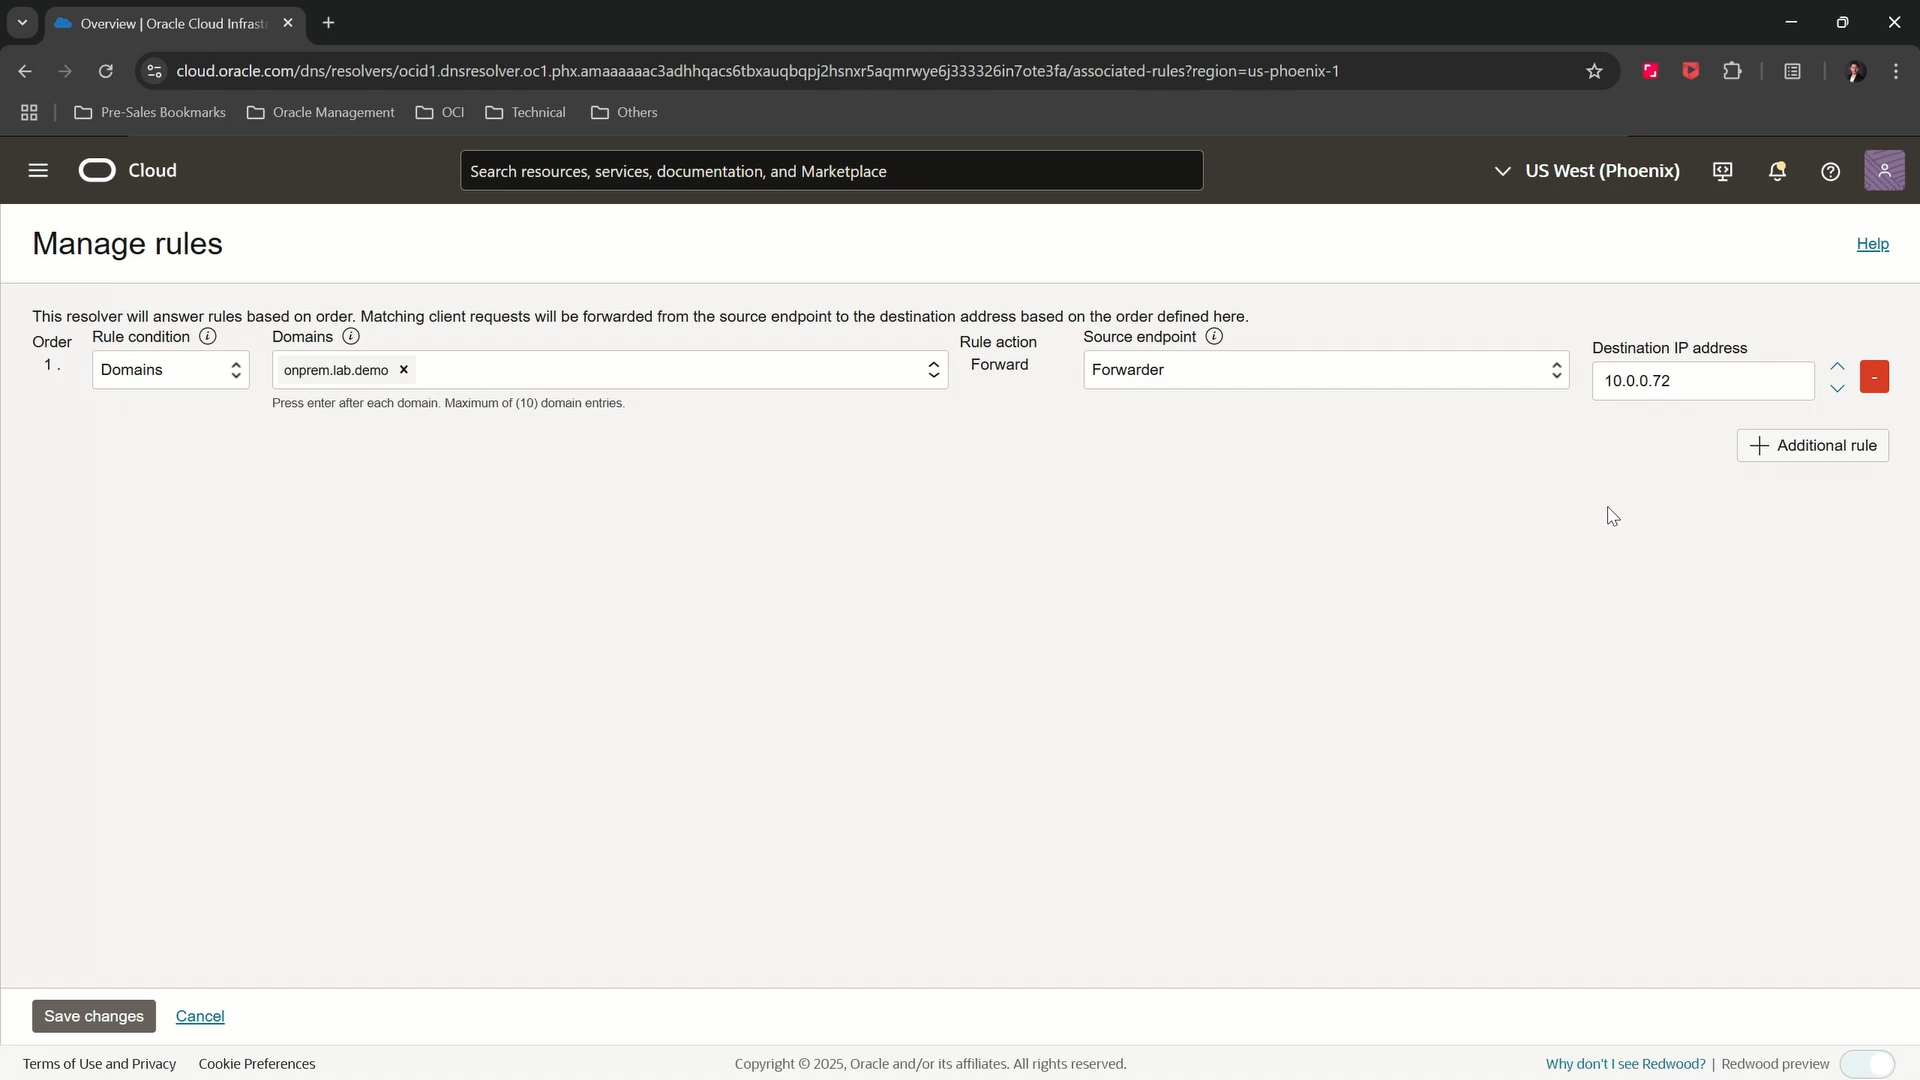 Overview | Oracle Cloud Infrast
cloud.oracle.com/dns/resolvers/ocid1.dnsresolver.oc1.phx.amaaaaaac3adhhqacs6tbxauqbqpj2hsnxr5aqmrwye6j333326in7ote3fa/associated-rules?region=us-phoenix-1
Pre-Sales Bookmarks Oracle Management OCI Technical Others
Cloud Search resources, services, documentation, and Marketplace US West (Phoenix)
Manage rules Help
This resolver will answer rules based on order. Matching client requests will be forwarded from the source endpoint to the destination address based on the order defined here.
Order Rule condition Domains Rule action Source endpoint Destination IP address
1 . Domains onprem.lab.demo × Forward Forwarder 10.0.0.72 -
Press enter after each domain. Maximum of (10) domain entries.
Additional rule
Save changes Cancel
Terms of Use and Privacy Cookie Preferences Copyright © 2025, Oracle and/or its affiliates. All rights reserved. Why don't I see Redwood? | Redwood preview